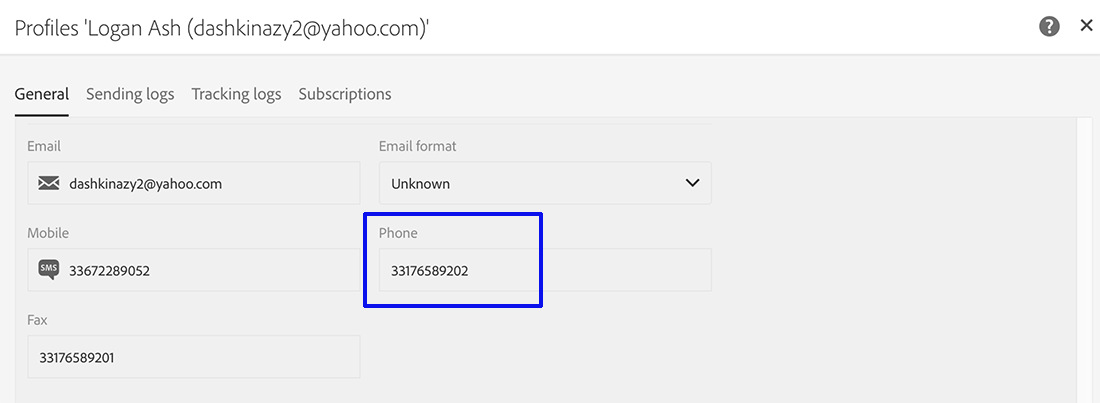 Profiles 'Logan Ash (dashkinazy2@yahoo.com)'
?
General Sending logs Tracking logs Subscriptions
Email Email format
dashkinazy2@yahoo.com Unknown
Mobile Phone
SMS 33672289052 33176589202
Fax
33176589201